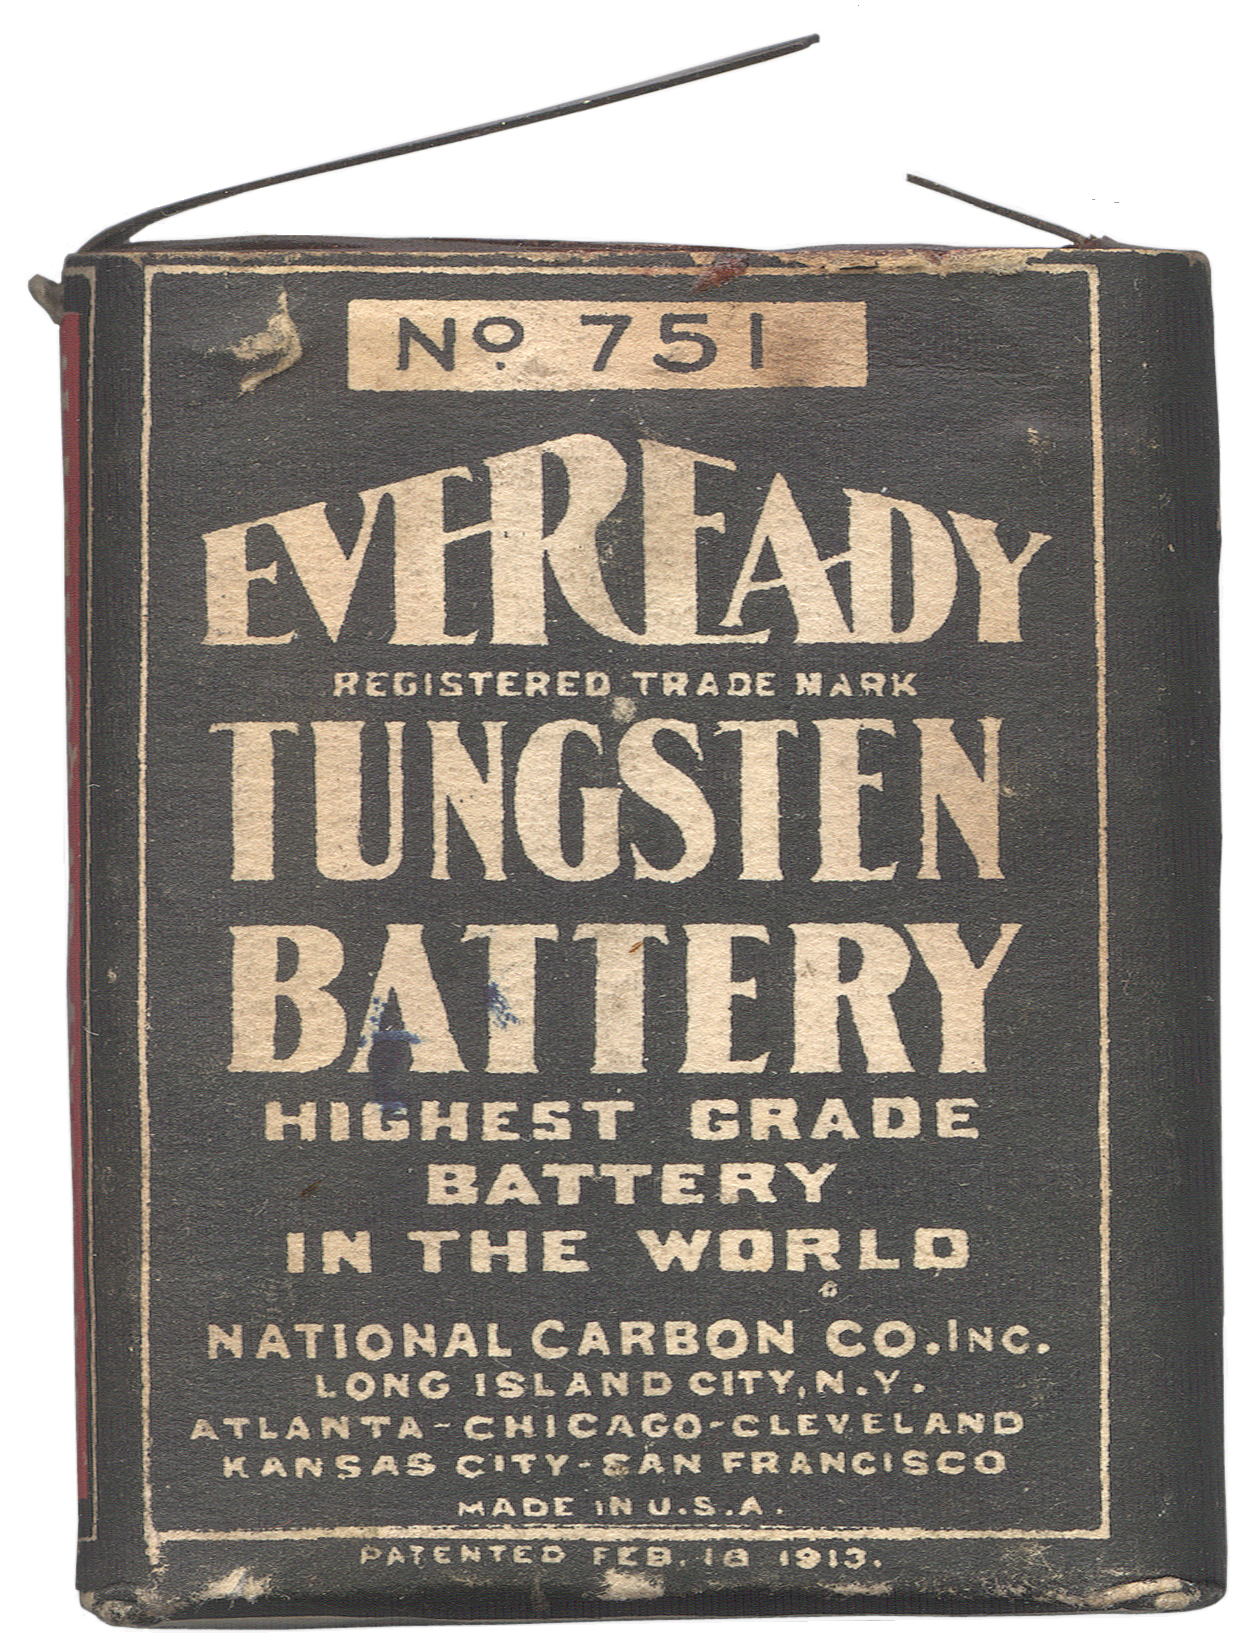 No. 751
EVEREADY
REGISTERED TRADE MARK
TUNGSTEN
BATTERY
HIGHEST GRADE
BATTERY
IN THE WORLD
NATIONAL CARBON CO. INC.
LONG ISLAND CITY, N.Y.
ATLANTA-CHICAGO-CLEVELAND
KANSAS CITY-SAN FRANCISCO
MADE IN U.S.A.
PATENTED FEB. 18 1913.